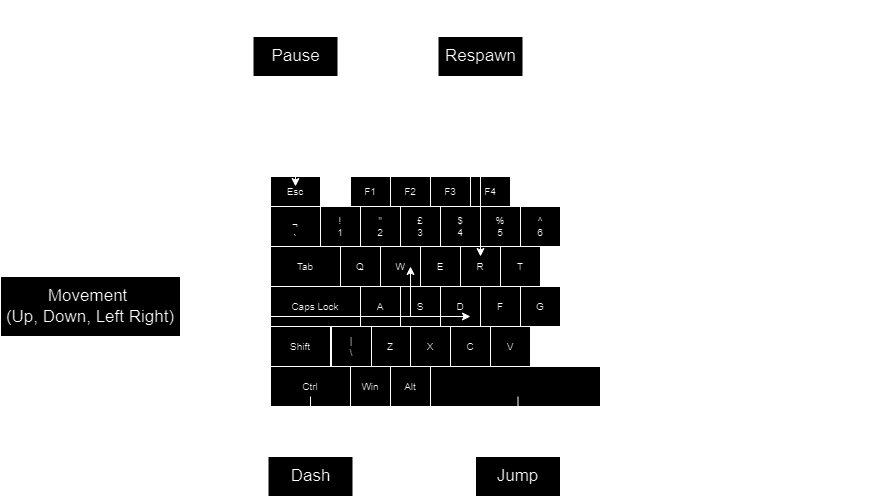 Pause
Respawn
Esc
F1
F2
F3
F4
¬
`
!
1
"
2
£
3
$
4
%
5
^
6
Tab
Q
W
E
R
T
Movement
(Up, Down, Left Right)
Caps Lock
A
S
D
F
G
Shift
|
\
Z
X
C
V
Ctrl
Win
Alt
Dash
Jump